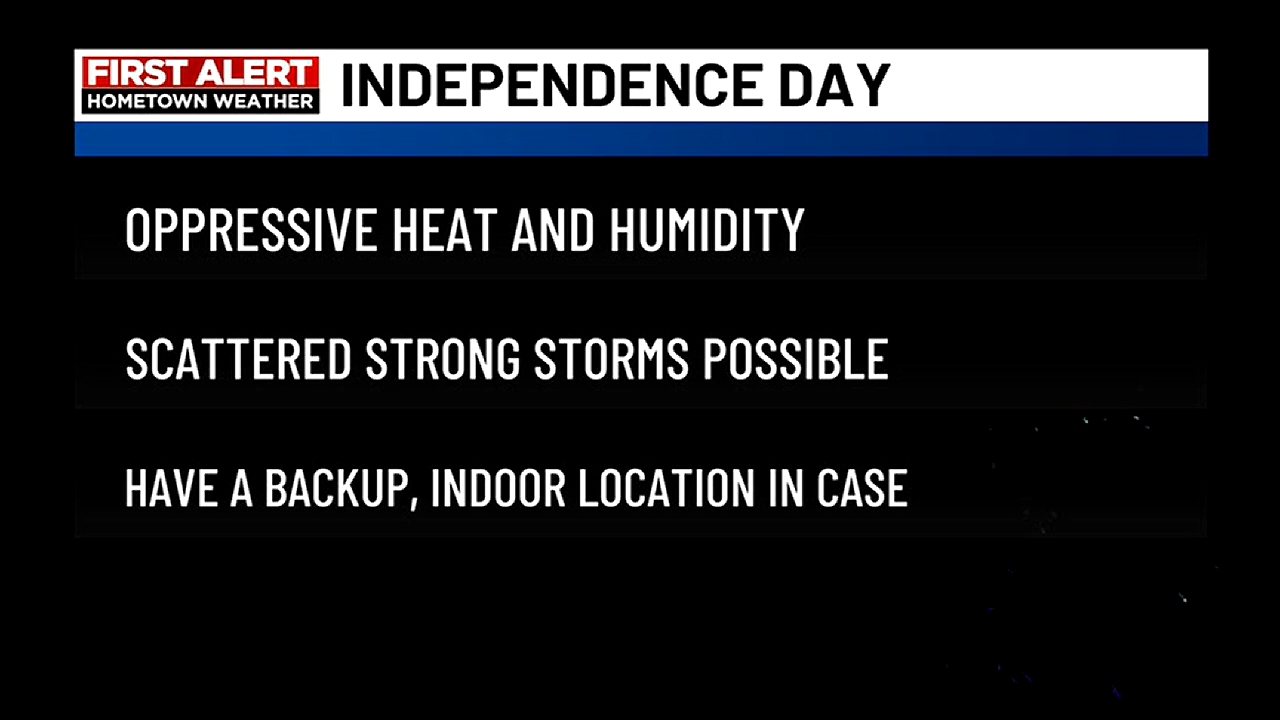 FIRST ALERT
HOMETOWN WEATHER
INDEPENDENCE DAY
OPPRESSIVE HEAT AND HUMIDITY
SCATTERED STRONG STORMS POSSIBLE
HAVE A BACKUP, INDOOR LOCATION IN CASE